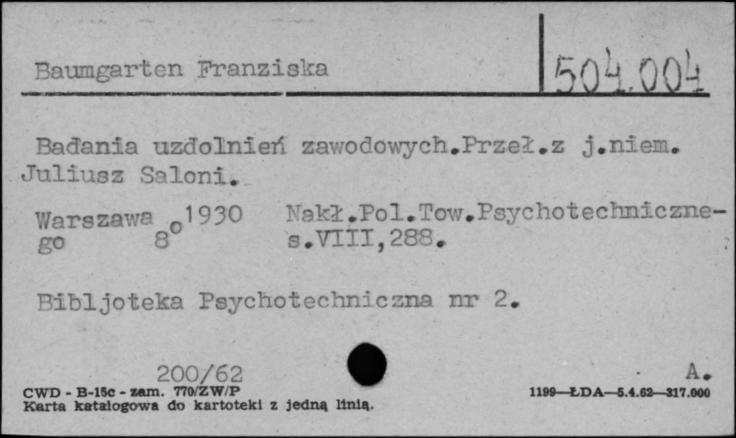 Baumgarten Franziska
504.004
Badania uzdolnień zawodowych.Przeł.z j.niem.
Juliusz Saloni.
Warszawa 1930 Nakł.Pol.Tow.Psychotechniczne-
go 8° s.VIII,288.
Bibljoteka Psychotechniczna nr 2.
200/62 A.
CWD - B-15c - zam. 770/ZW/P 1199—ŁDA—5.4.62—317.000
Karta katalogowa do kartoteki z jedną linią.